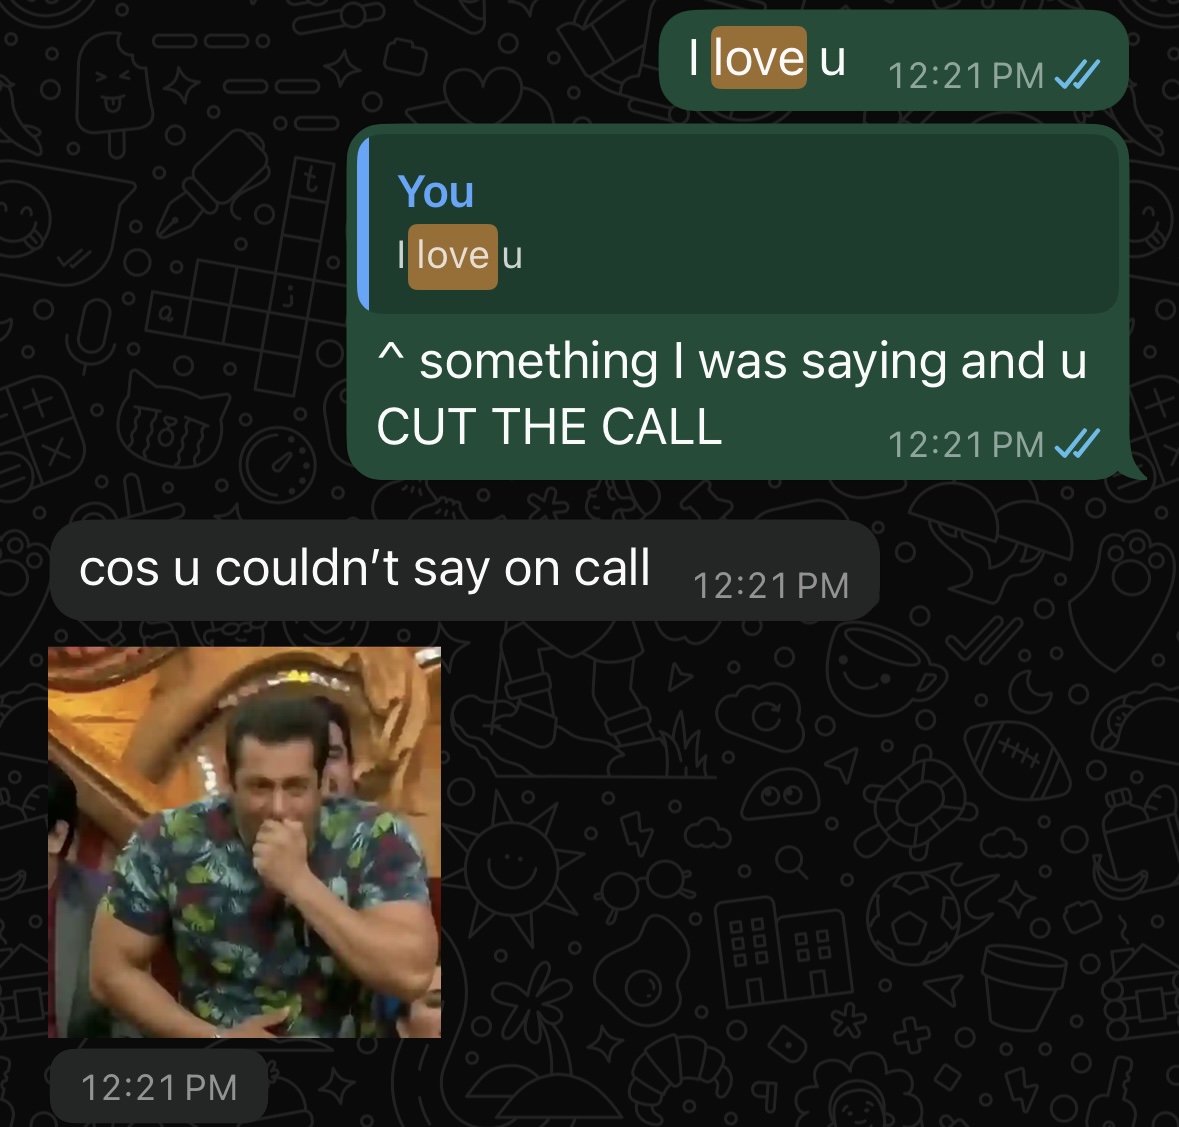 I love u
12:21 PM
You
I love u
^ something I was saying and u
CUT THE CALL
12:21 PM
cos u couldn’t say on call
12:21 PM
12:21 PM